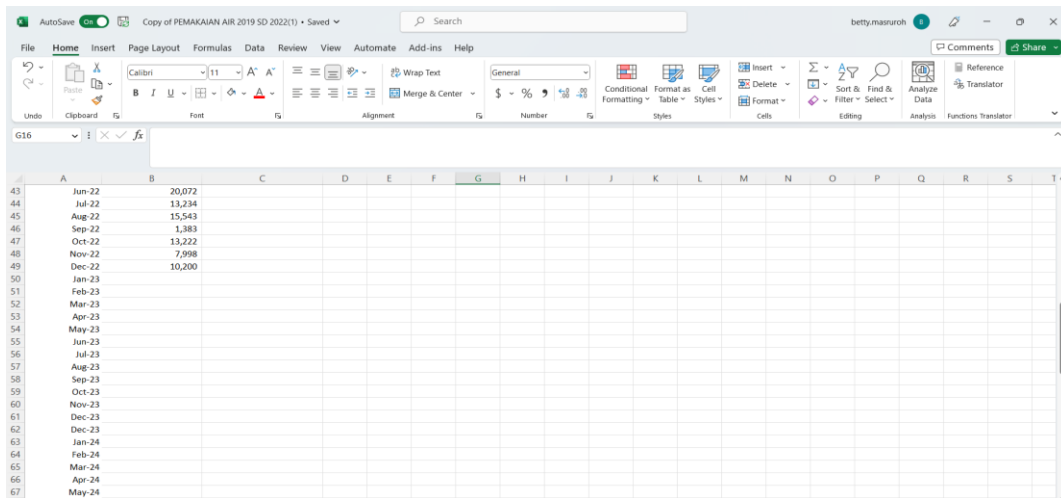 AutoSave On Copy of PEMAKAIAN AIR 2019 SD 2022(1) • Saved Search betty.masruroh B
File Home Insert Page Layout Formulas Data Review View Automate Add-ins Help Comments Share
Calibri 11 A^ A˅ Wrap Text General Insert Σ Reference
Paste B I U A Merge & Center $ % 9 Conditional Format as Cell Delete Sort & Find & Analyze Translator
Formatting Table Styles Format Filter Select Data
Undo Clipboard Font Alignment Number Styles Cells Editing Analysis Functions Translator
G16 fx
A B C D E F G H I J K L M N O P Q R S T
43 Jun-22 20,072
44 Jul-22 13,234
45 Aug-22 15,543
46 Sep-22 1,383
47 Oct-22 13,222
48 Nov-22 7,998
49 Dec-22 10,200
50 Jan-23
51 Feb-23
52 Mar-23
53 Apr-23
54 May-23
55 Jun-23
56 Jul-23
57 Aug-23
58 Sep-23
59 Oct-23
60 Nov-23
61 Dec-23
62 Dec-23
63 Jan-24
64 Feb-24
65 Mar-24
66 Apr-24
67 May-24